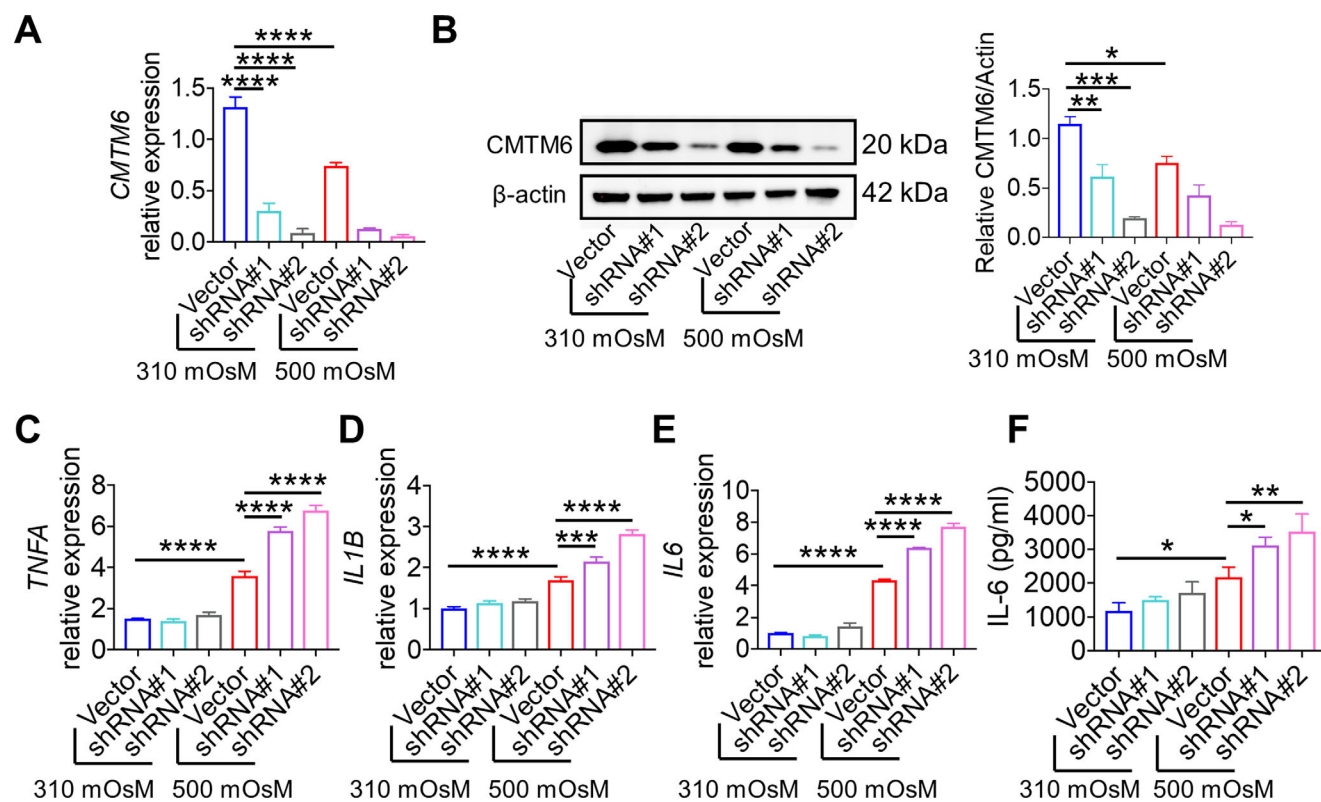 A
CMTM6
relative expression
1.5
1.0
0.5
0.0
****
****
****
Vector
shRNA#1
shRNA#2
Vector
shRNA#1
shRNA#2
310 mOsM
500 mOsM
B
CMTM6
20 kDa
β-actin
42 kDa
Vector
shRNA#1
shRNA#2
Vector
shRNA#1
shRNA#2
310 mOsM
500 mOsM
Relative CMTM6/Actin
1.5
1.0
0.5
0.0
*
***
**
Vector
shRNA#1
shRNA#2
Vector
shRNA#1
shRNA#2
310 mOsM
500 mOsM
C
TNFA
relative expression
8
6
4
2
0
****
****
****
Vector
shRNA#1
shRNA#2
Vector
shRNA#1
shRNA#2
310 mOsM
500 mOsM
D
IL1B
relative expression
4
3
2
1
0
****
***
****
Vector
shRNA#1
shRNA#2
Vector
shRNA#1
shRNA#2
310 mOsM
500 mOsM
E
IL6
relative expression
10
8
6
4
2
0
****
****
****
Vector
shRNA#1
shRNA#2
Vector
shRNA#1
shRNA#2
310 mOsM
500 mOsM
F
IL-6 (pg/ml)
5000
4000
3000
2000
1000
0
**
*
*
Vector
shRNA#1
shRNA#2
Vector
shRNA#1
shRNA#2
310 mOsM
500 mOsM